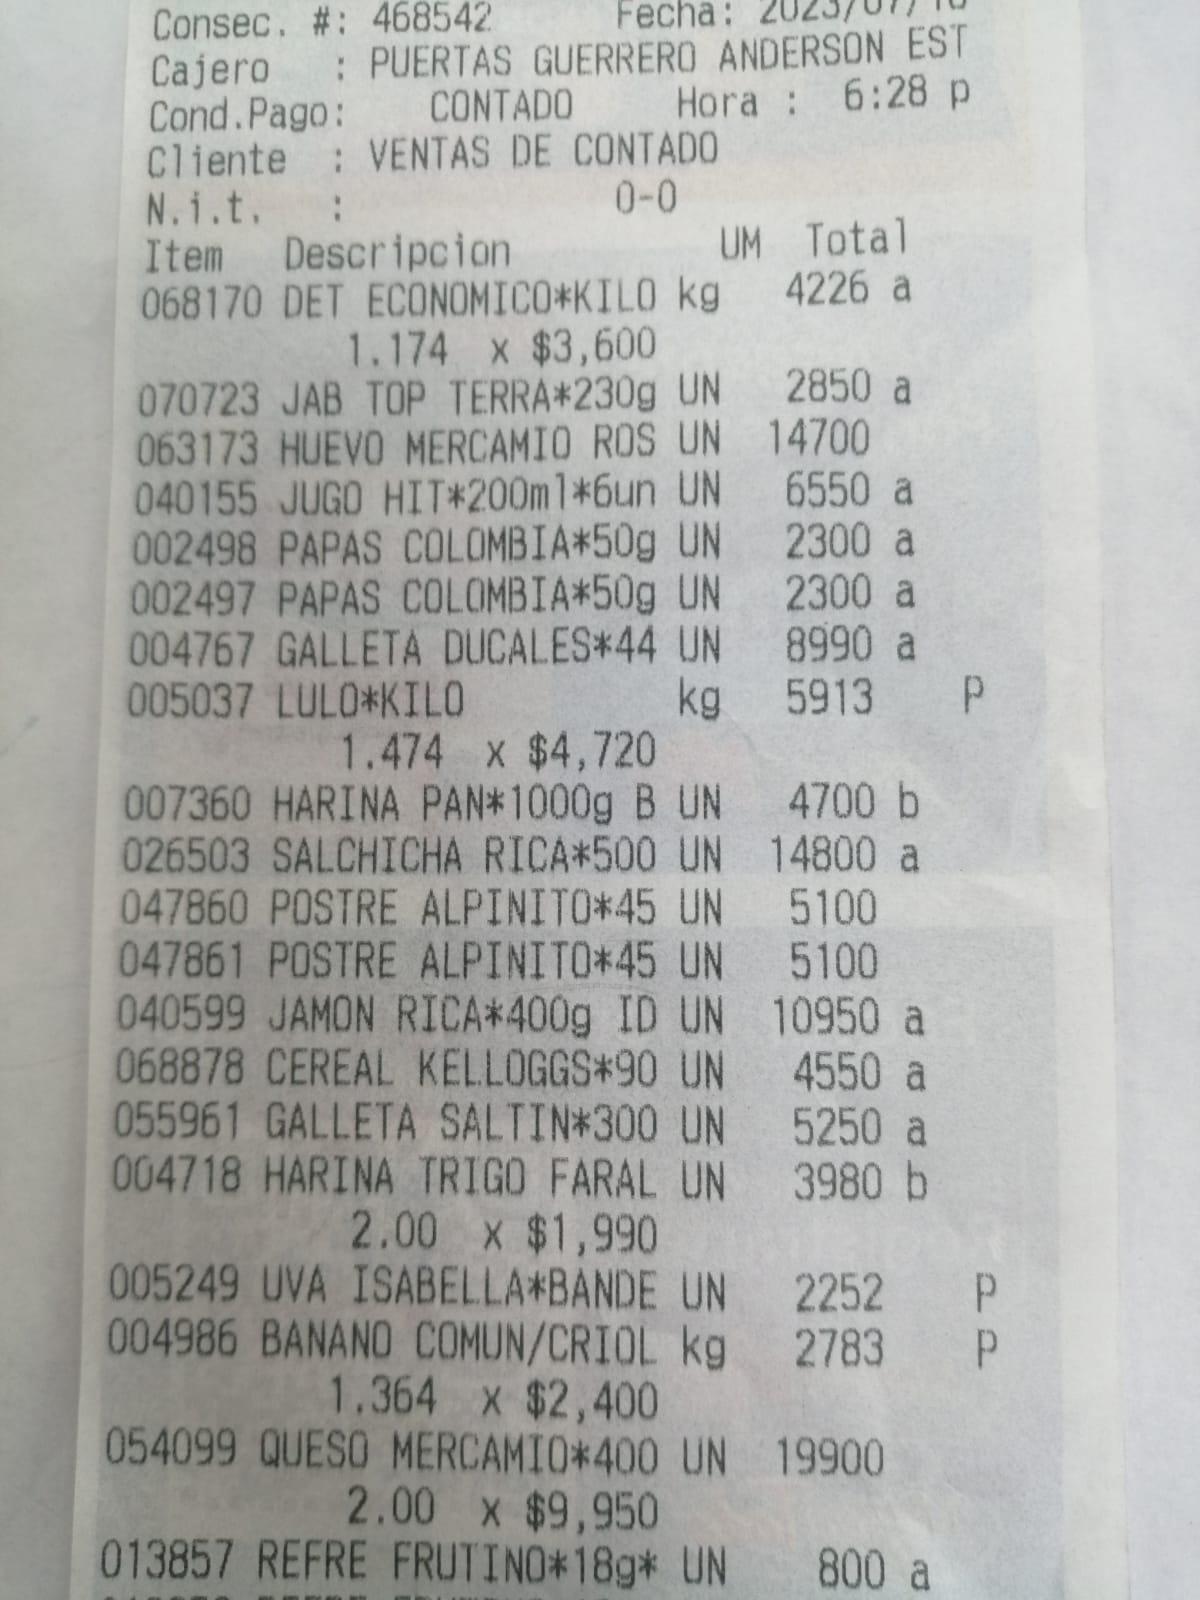 Consec. #: 468542 Fecha: 2023/07/
Cajero : PUERTAS GUERRERO ANDERSON EST
Cond.Pago: CONTADO Hora : 6:28 p
Cliente : VENTAS DE CONTADO
N.i.t. : 0-0
Item Descripcion UM Total
068170 DET ECONOMICO*KILO kg 4226 a
1.174 x $3,600
070723 JAB TOP TERRA*230g UN 2850 a
063173 HUEVO MERCAMIO ROS UN 14700
040155 JUGO HIT*200ml*6un UN 6550 a
002498 PAPAS COLOMBIA*50g UN 2300 a
002497 PAPAS COLOMBIA*50g UN 2300 a
004767 GALLETA DUCALES*44 UN 8990 a
005037 LULO*KILO kg 5913 P
1.474 x $4,720
007360 HARINA PAN*1000g B UN 4700 b
026503 SALCHICHA RICA*500 UN 14800 a
047860 POSTRE ALPINITO*45 UN 5100
047861 POSTRE ALPINITO*45 UN 5100
040599 JAMON RICA*400g ID UN 10950 a
068878 CEREAL KELLOGGS*90 UN 4550 a
055961 GALLETA SALTIN*300 UN 5250 a
004718 HARINA TRIGO FARAL UN 3980 b
2.00 x $1,990
005249 UVA ISABELLA*BANDE UN 2252 P
004986 BANANO COMUN/CRIOL kg 2783 P
1.364 x $2,400
054099 QUESO MERCAMIO*400 UN 19900
2.00 x $9,950
013857 REFRE FRUTINO*18g* UN 800 a